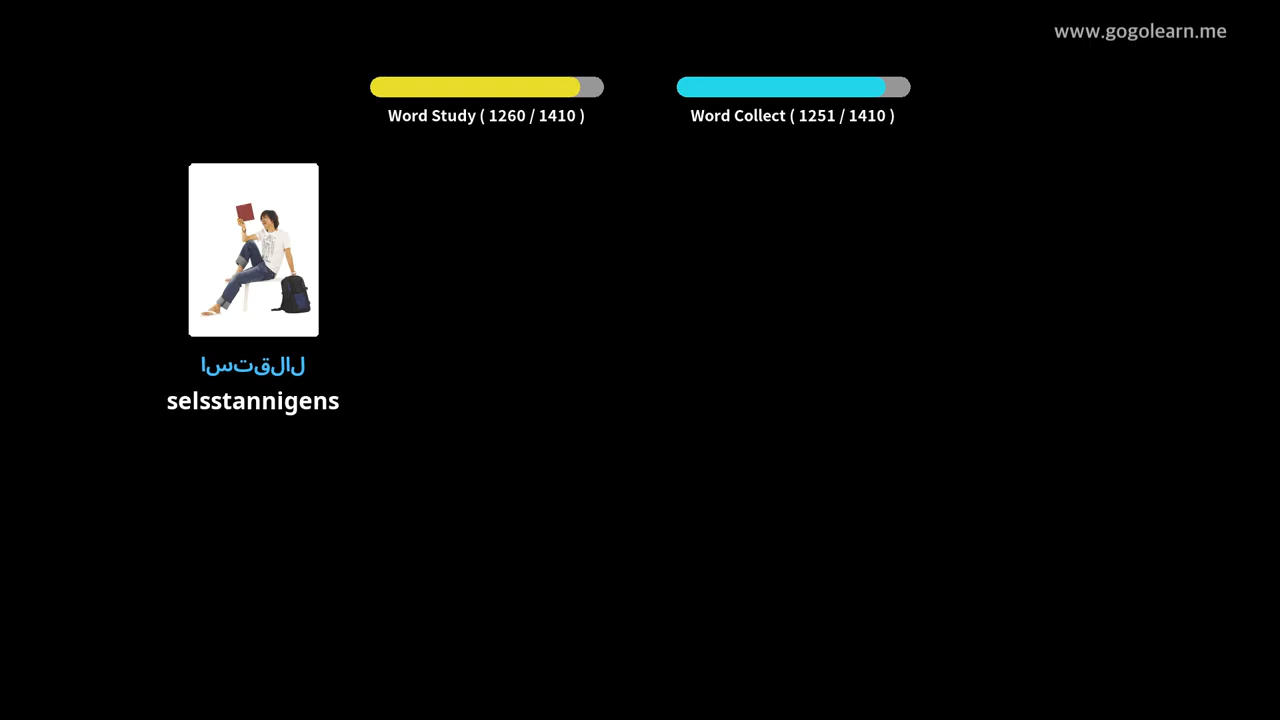 www.gogolearn.me
Word Study ( 1260 / 1410 )
Word Collect ( 1251 / 1410 )
استقلال
selsstannigens